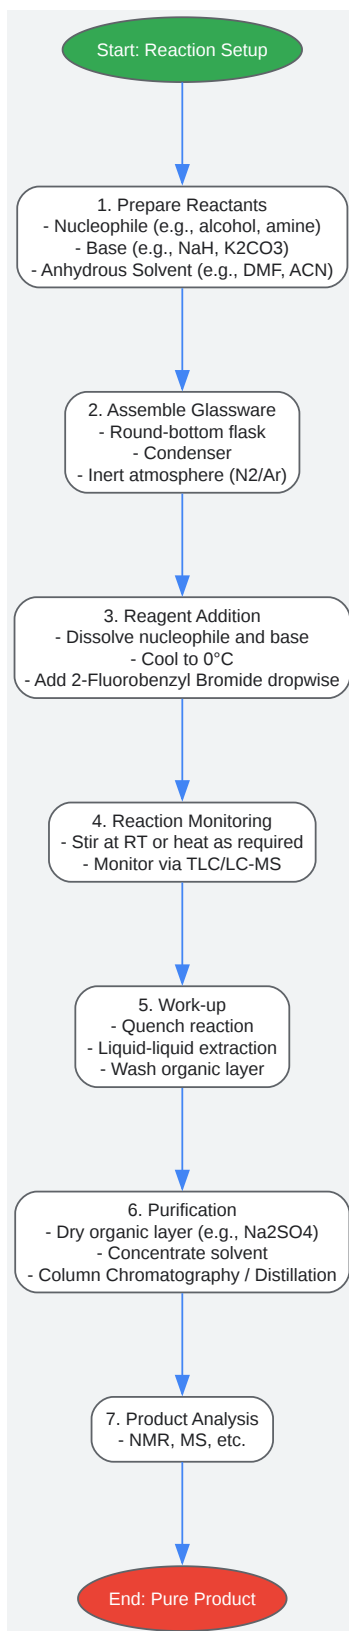 Start: Reaction Setup
1. Prepare Reactants
- Nucleophile (e.g., alcohol, amine)
- Base (e.g., NaH, K2CO3)
- Anhydrous Solvent (e.g., DMF, ACN)
2. Assemble Glassware
- Round-bottom flask
- Condenser
- Inert atmosphere (N2/Ar)
3. Reagent Addition
- Dissolve nucleophile and base
- Cool to 0°C
- Add 2-Fluorobenzyl Bromide dropwise
4. Reaction Monitoring
- Stir at RT or heat as required
- Monitor via TLC/LC-MS
5. Work-up
- Quench reaction
- Liquid-liquid extraction
- Wash organic layer
6. Purification
- Dry organic layer (e.g., Na2SO4)
- Concentrate solvent
- Column Chromatography / Distillation
7. Product Analysis
- NMR, MS, etc.
End: Pure Product